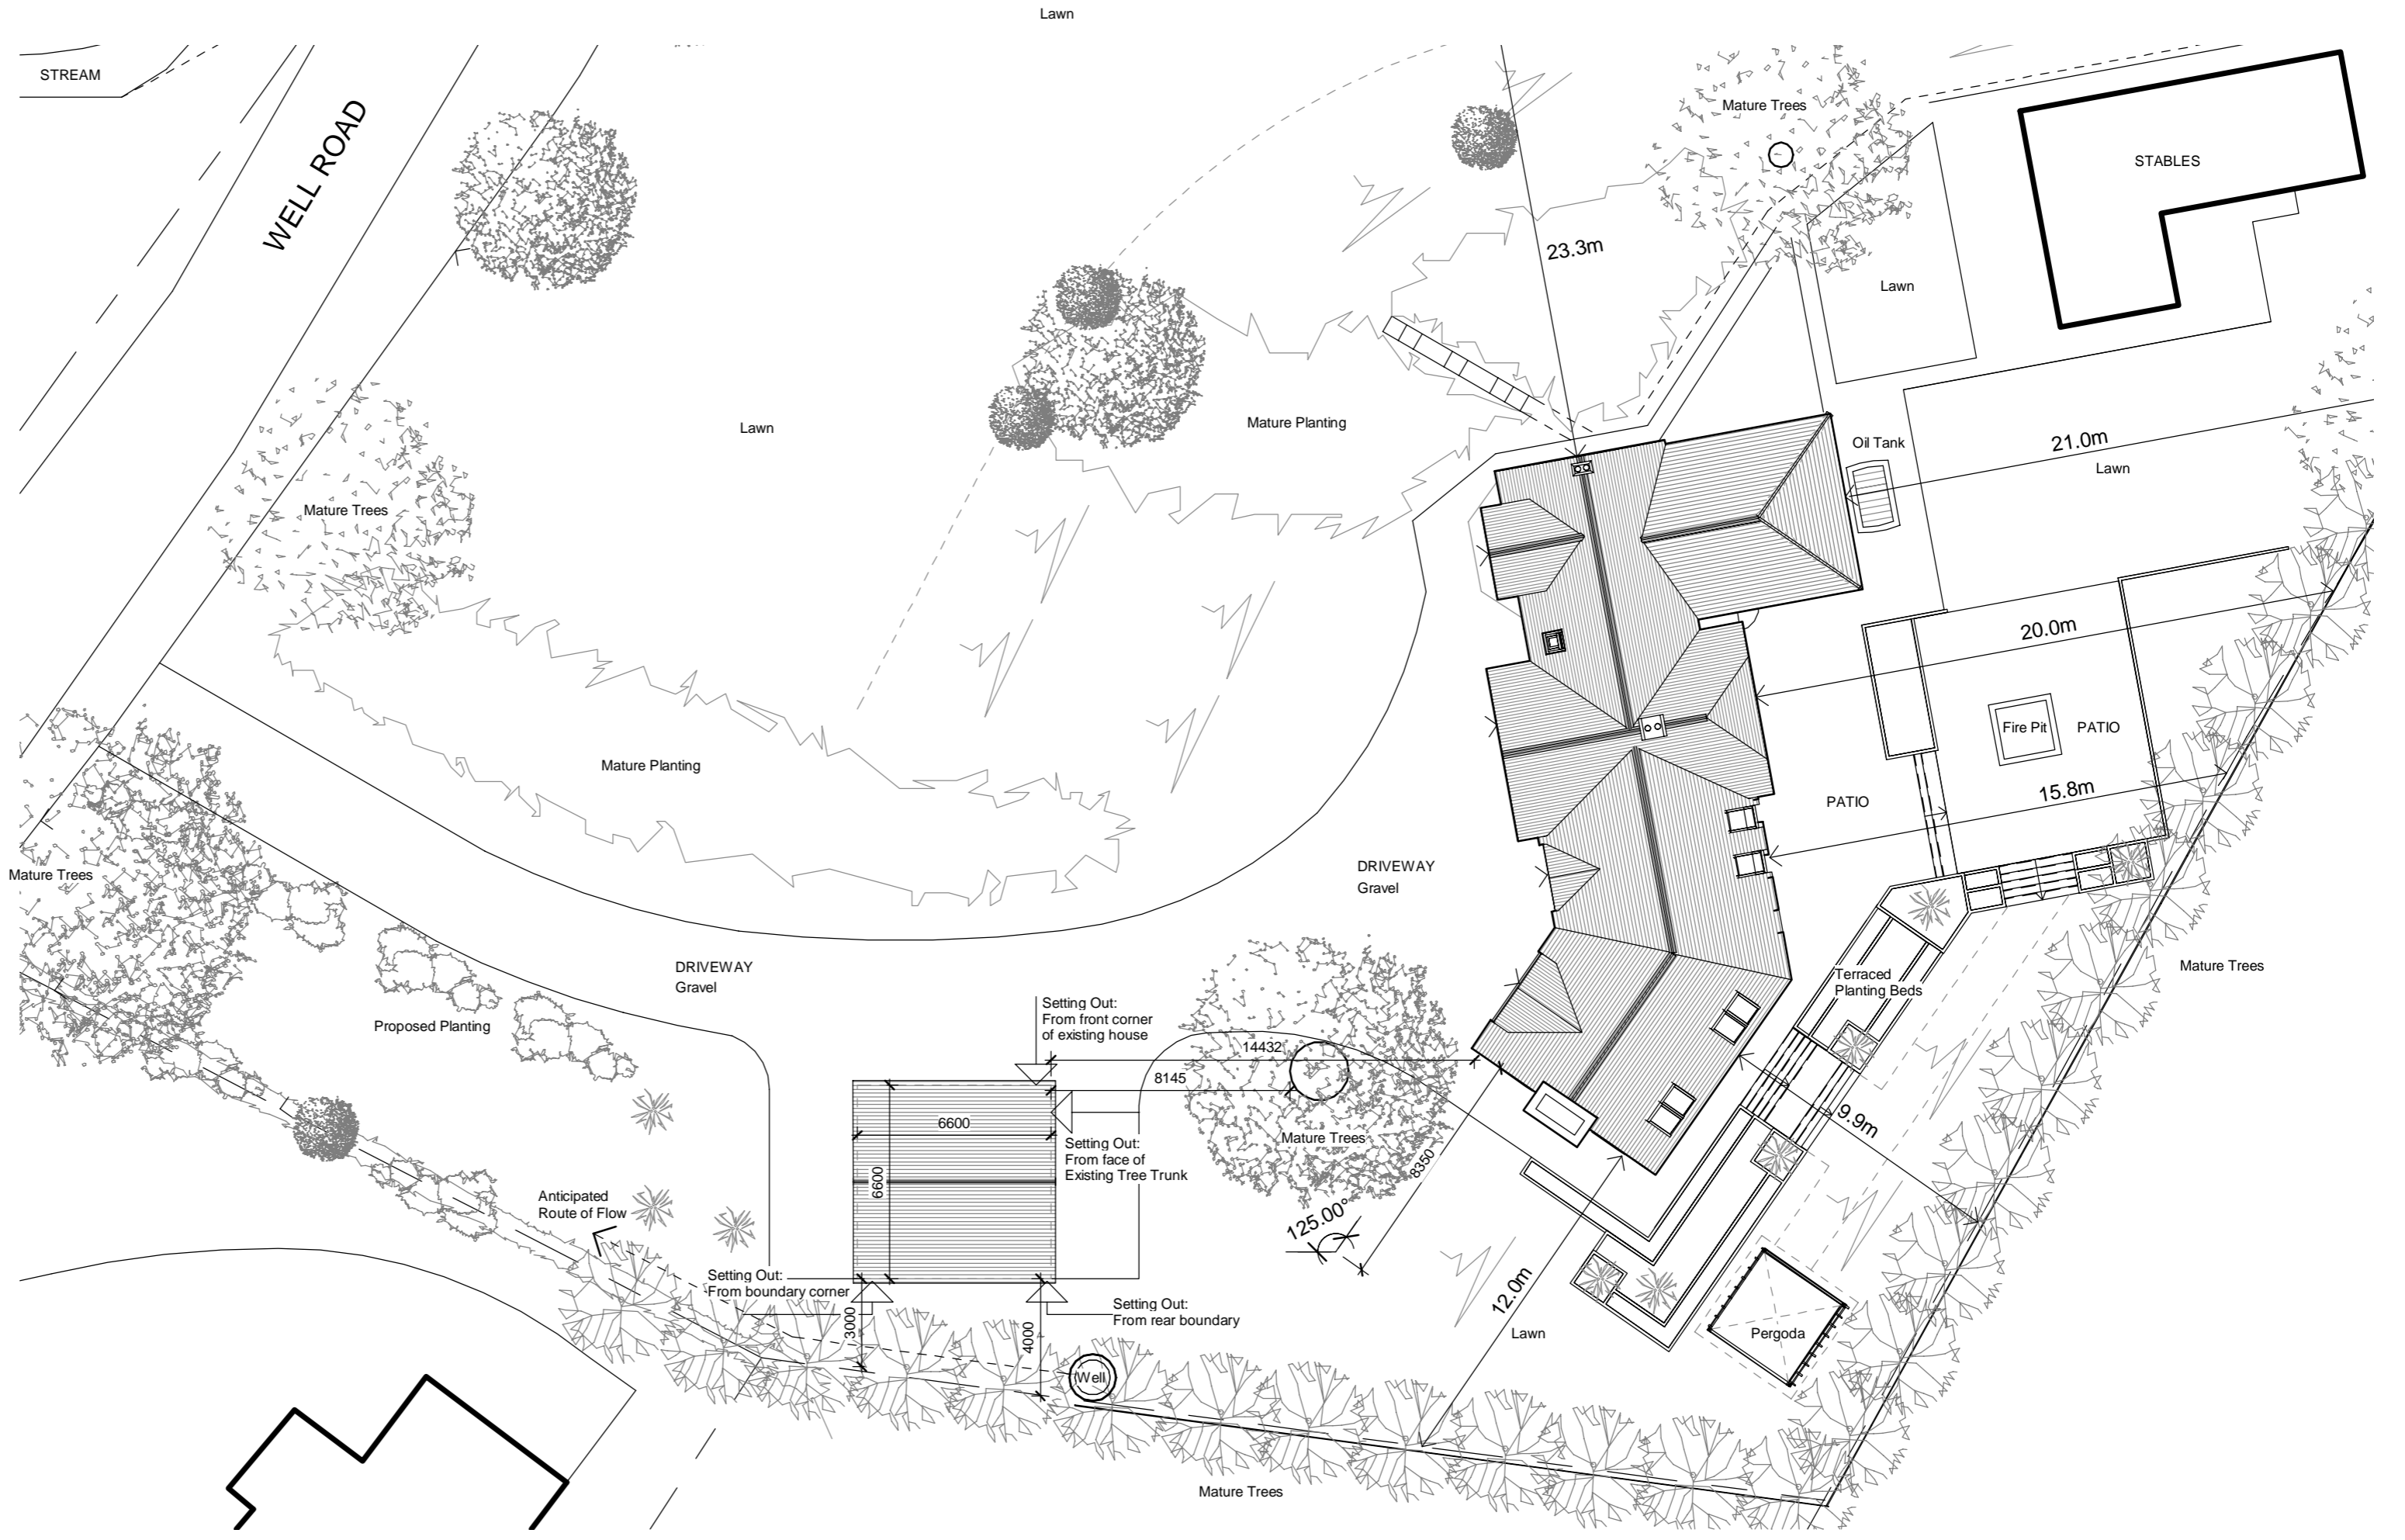 Lawn
STREAM
WELL ROAD
Mature Trees
STABLES
23.3m
Lawn
Lawn
Mature Planting
Oil Tank
21.0m
Lawn
Mature Trees
20.0m
Fire Pit
PATIO
Mature Planting
15.8m
PATIO
DRIVEWAY
Gravel
Mature Trees
DRIVEWAY
Gravel
Terraced
Planting Beds
Mature Trees
Proposed Planting
Setting Out:
From front corner
of existing house
14432
8145
6600
6600
Setting Out:
From face of
Existing Tree Trunk
Mature Trees
8350
9.9m
Anticipated
Route of Flow
125.00°
Setting Out:
From boundary corner
3000
4000
Setting Out:
From rear boundary
12.0m
Lawn
Pergoda
Well
Mature Trees